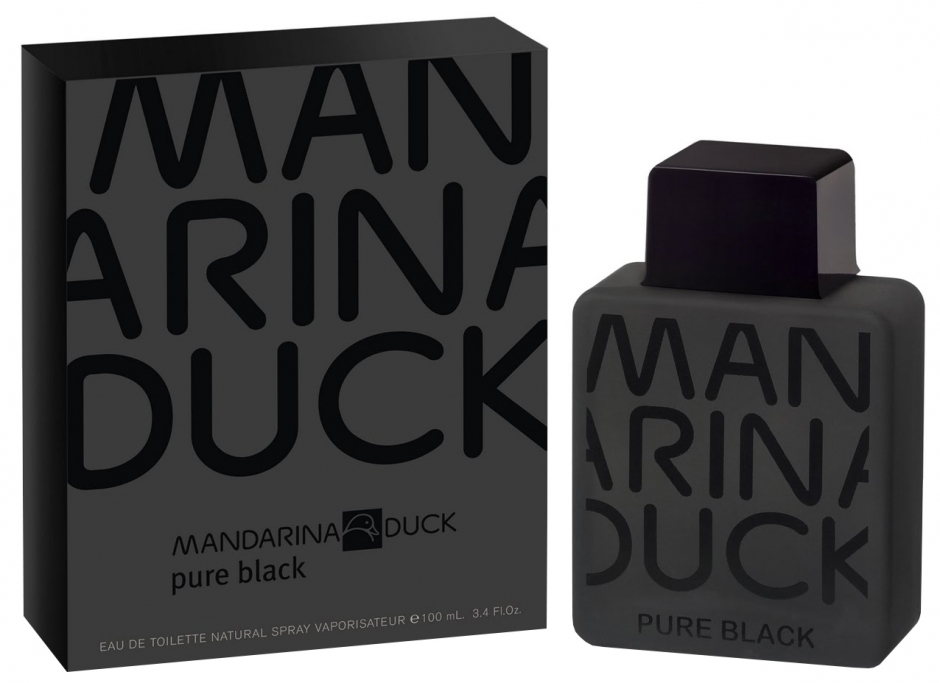 MAN
ARINA
DUCK
MANDARINA DUCK
pure black
EAU DE TOILETTE NATURAL SPRAY VAPORISATEUR ℮100 mL. 3.4 Fl.Oz.
MAN
ARINA
DUCK
PURE BLACK